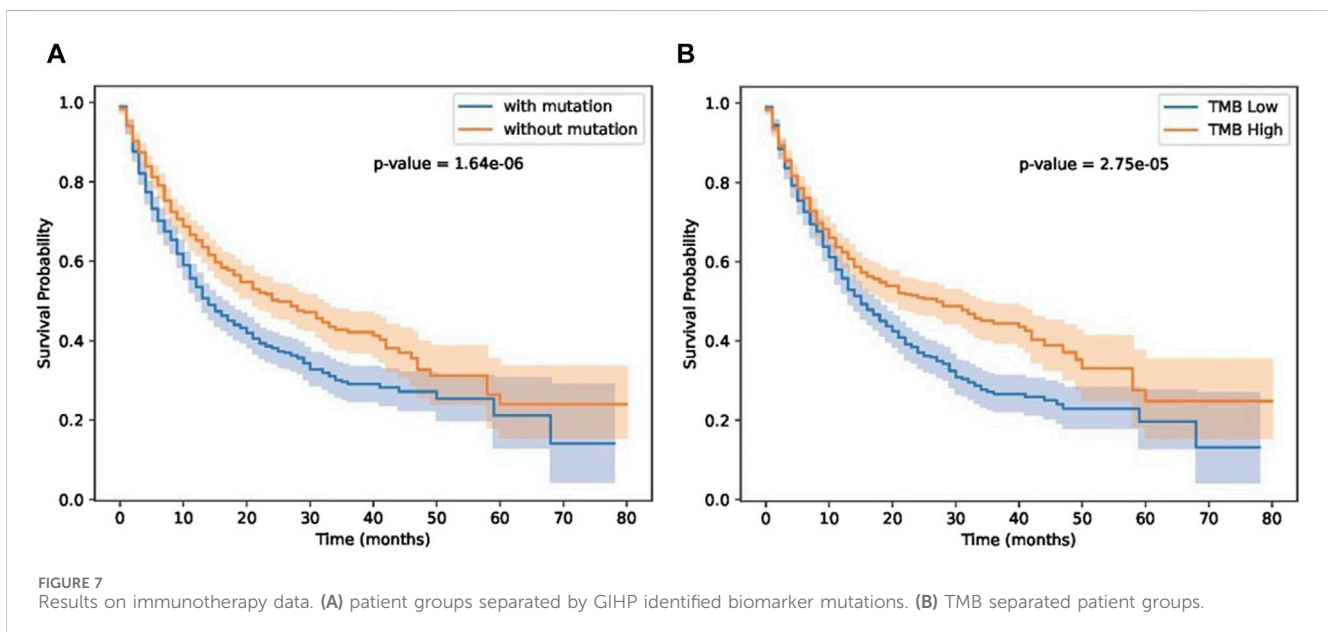 A
B
with mutation
without mutation
p-value = 1.64e-06
Survival Probability
1.0
0.8
0.6
0.4
0.2
0.0
0 10 20 30 40 50 60 70 80
Time (months)
TMB Low
TMB High
p-value = 2.75e-05
Survival Probability
1.0
0.8
0.6
0.4
0.2
0.0
0 10 20 30 40 50 60 70 80
Time (months)
FIGURE 7
Results on immunotherapy data. (A) patient groups separated by GIHP identified biomarker mutations. (B) TMB separated patient groups.